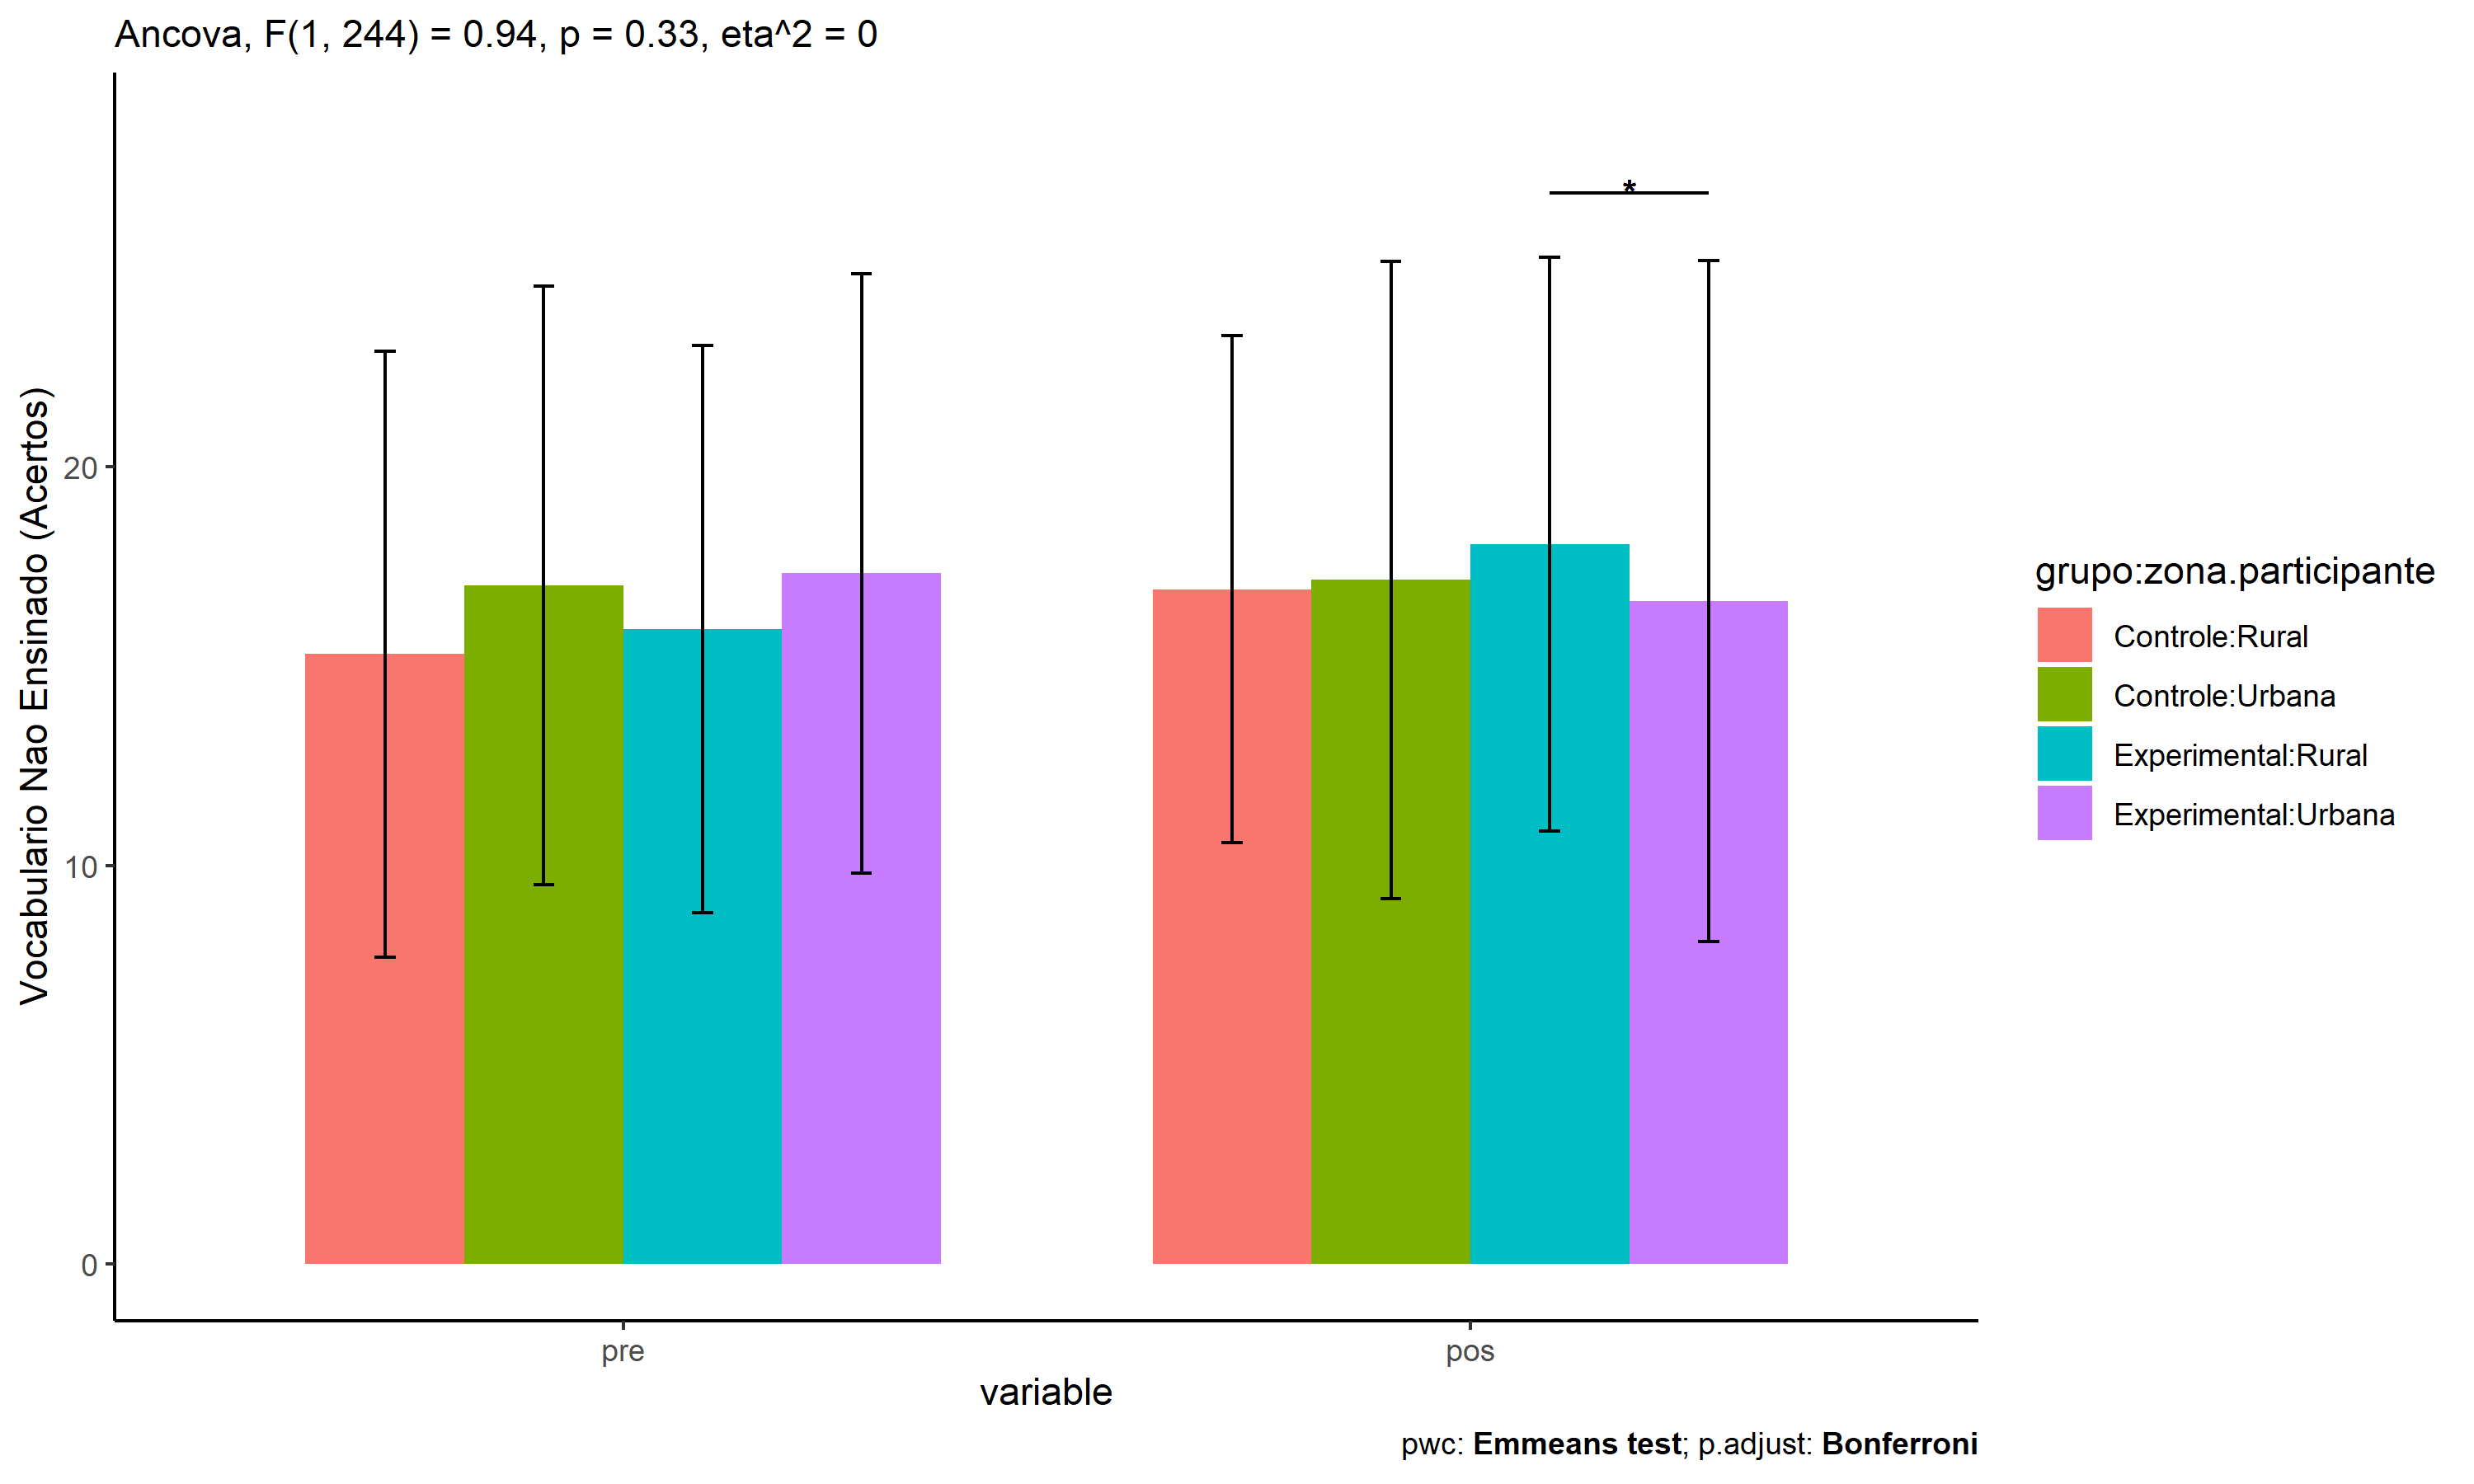 Ancova, F(1, 244) = 0.94, p = 0.33, eta^2 = 0
Vocabulario Nao Ensinado (Acertos)
20
10
0
*
pre
pos
variable
grupo:zona.participante
Controle:Rural
Controle:Urbana
Experimental:Rural
Experimental:Urbana
pwc: Emmeans test; p.adjust: Bonferroni